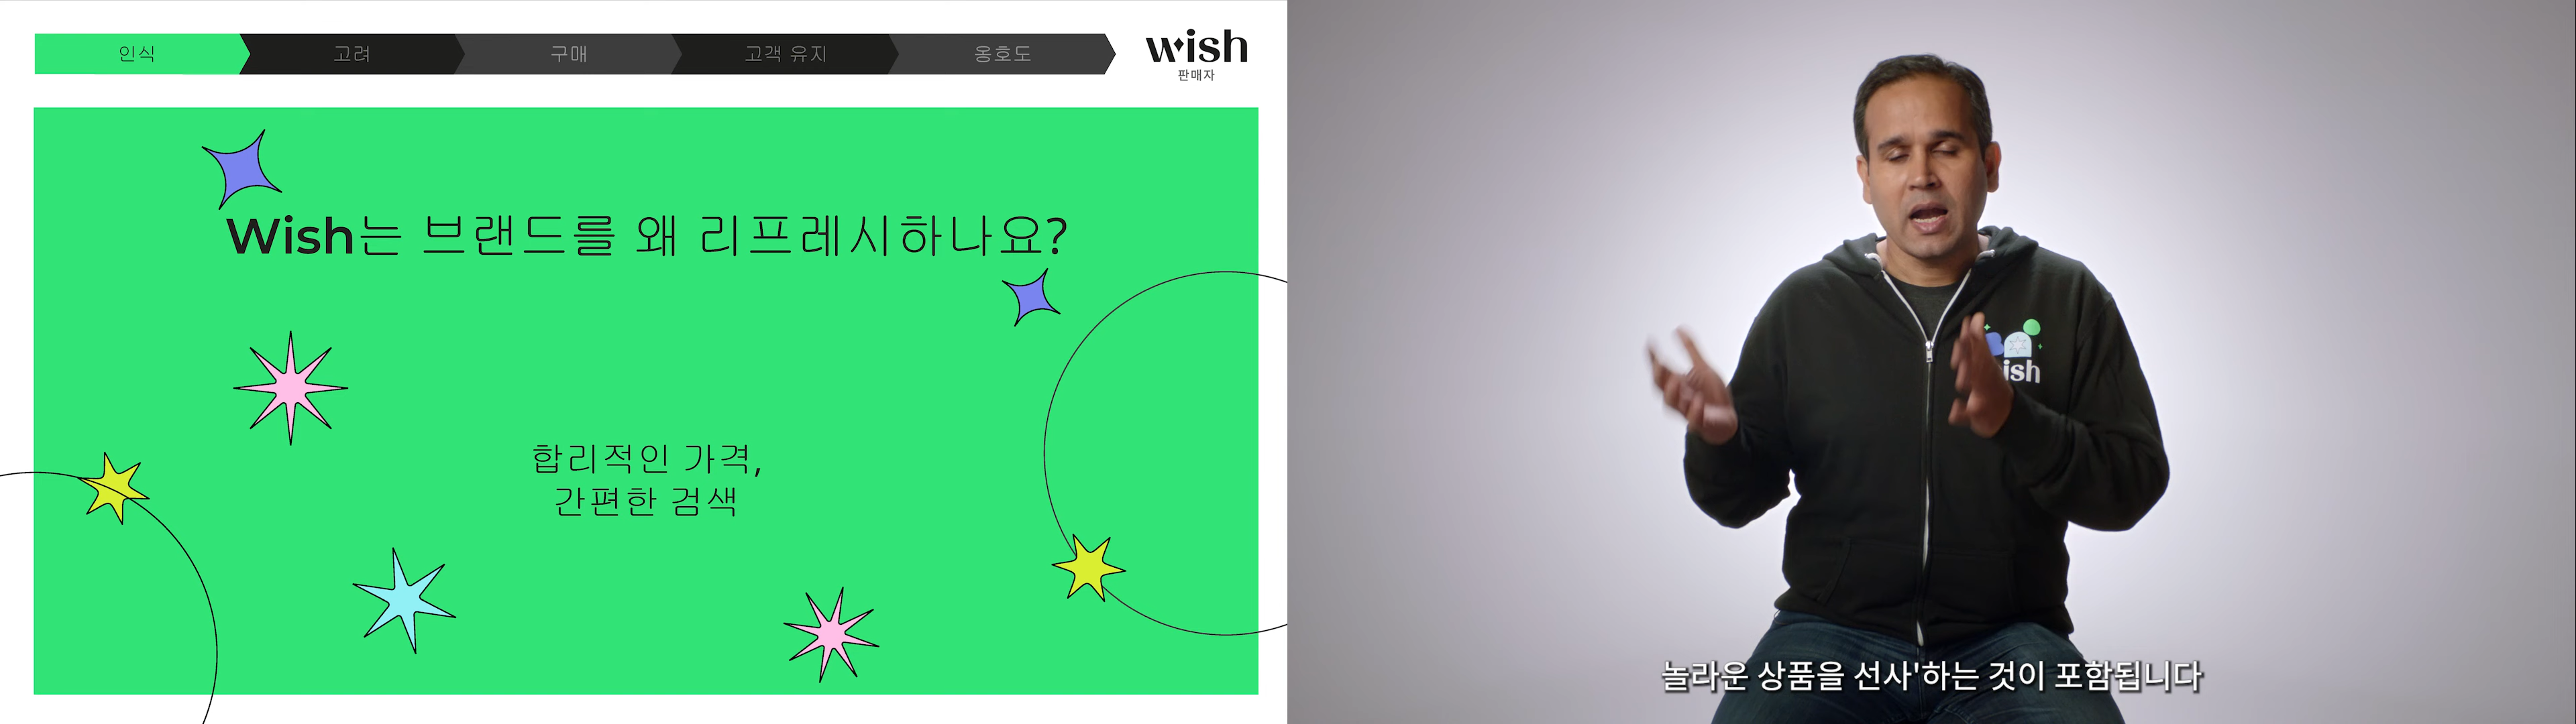 인식
고려
구매
고객 유지
옹호도
wish
판매자
Wish는 브랜드를 왜 리프레시하나요?
합리적인 가격,
간편한 검색
ish
놀라운 상품을 선사'하는 것이 포함됩니다